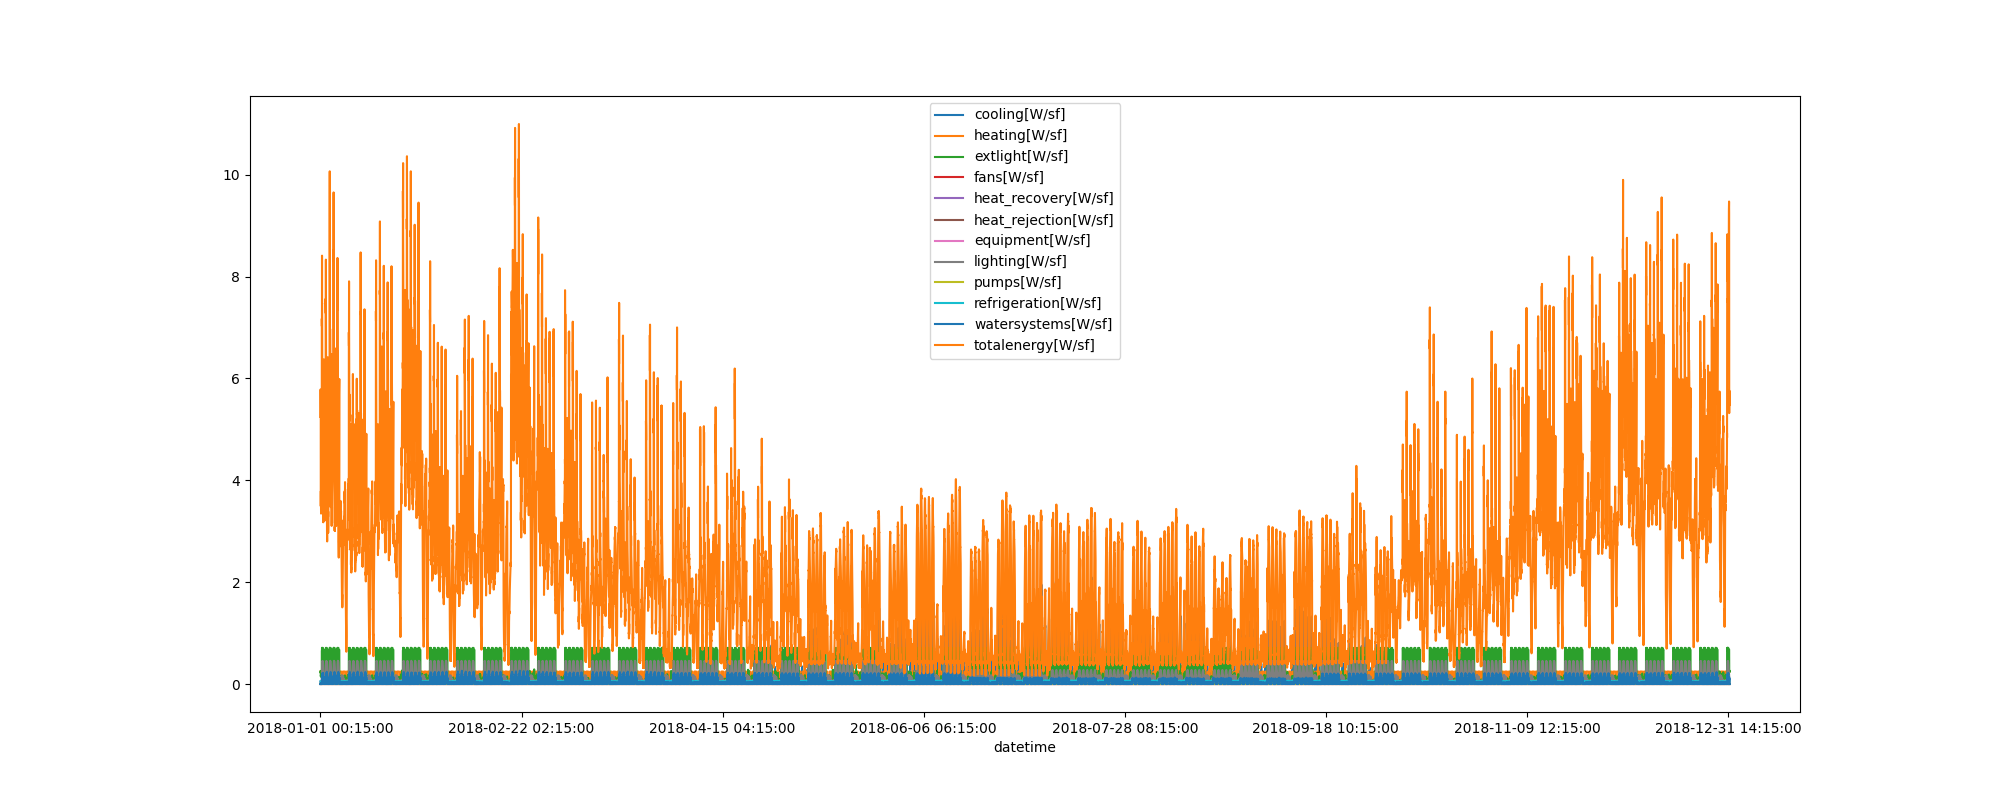 cooling[W/sf]
heating[W/sf]
extlight[W/sf]
fans[W/sf]
heat_recovery[W/sf]
heat_rejection[W/sf]
equipment[W/sf]
lighting[W/sf]
pumps[W/sf]
refrigeration[W/sf]
watersystems[W/sf]
totalenergy[W/sf]
10
8
6
4
2
0
2018-01-01 00:15:00 2018-02-22 02:15:00 2018-04-15 04:15:00 2018-06-06 06:15:00 2018-07-28 08:15:00 2018-09-18 10:15:00 2018-11-09 12:15:00 2018-12-31 14:15:00
datetime